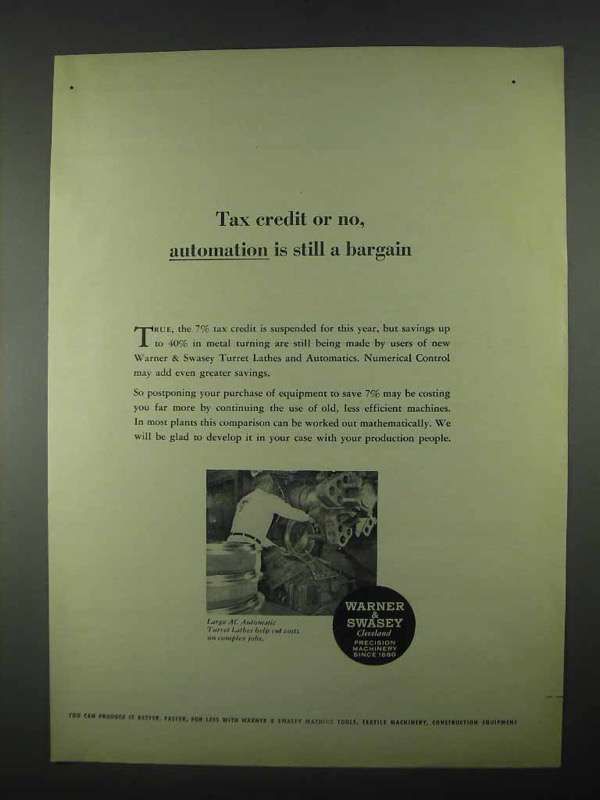 Tax credit or no,
automation is still a bargain
TRUE, the 7% tax credit is suspended for this year, but savings up
to 40% in metal turning are still being made by users of new
Warner & Swasey Turret Lathes and Automatics. Numerical Control
may add even greater savings.
So postponing your purchase of equipment to save 7% may be costing
you far more by continuing the use of old, less efficient machines.
In most plants this comparison can be worked out mathematically. We
will be glad to develop it in your case with your production people.
Large AC Automatic
Turret Lathes help cut costs
on complex jobs.
WARNER
&
SWASEY
Cleveland
PRECISION
MACHINERY
SINCE 1880
YOU CAN PRODUCE IT BETTER, FASTER, FOR LESS WITH WARNER & SWASEY MACHINE TOOLS, TEXTILE MACHINERY, CONSTRUCTION EQUIPMENT